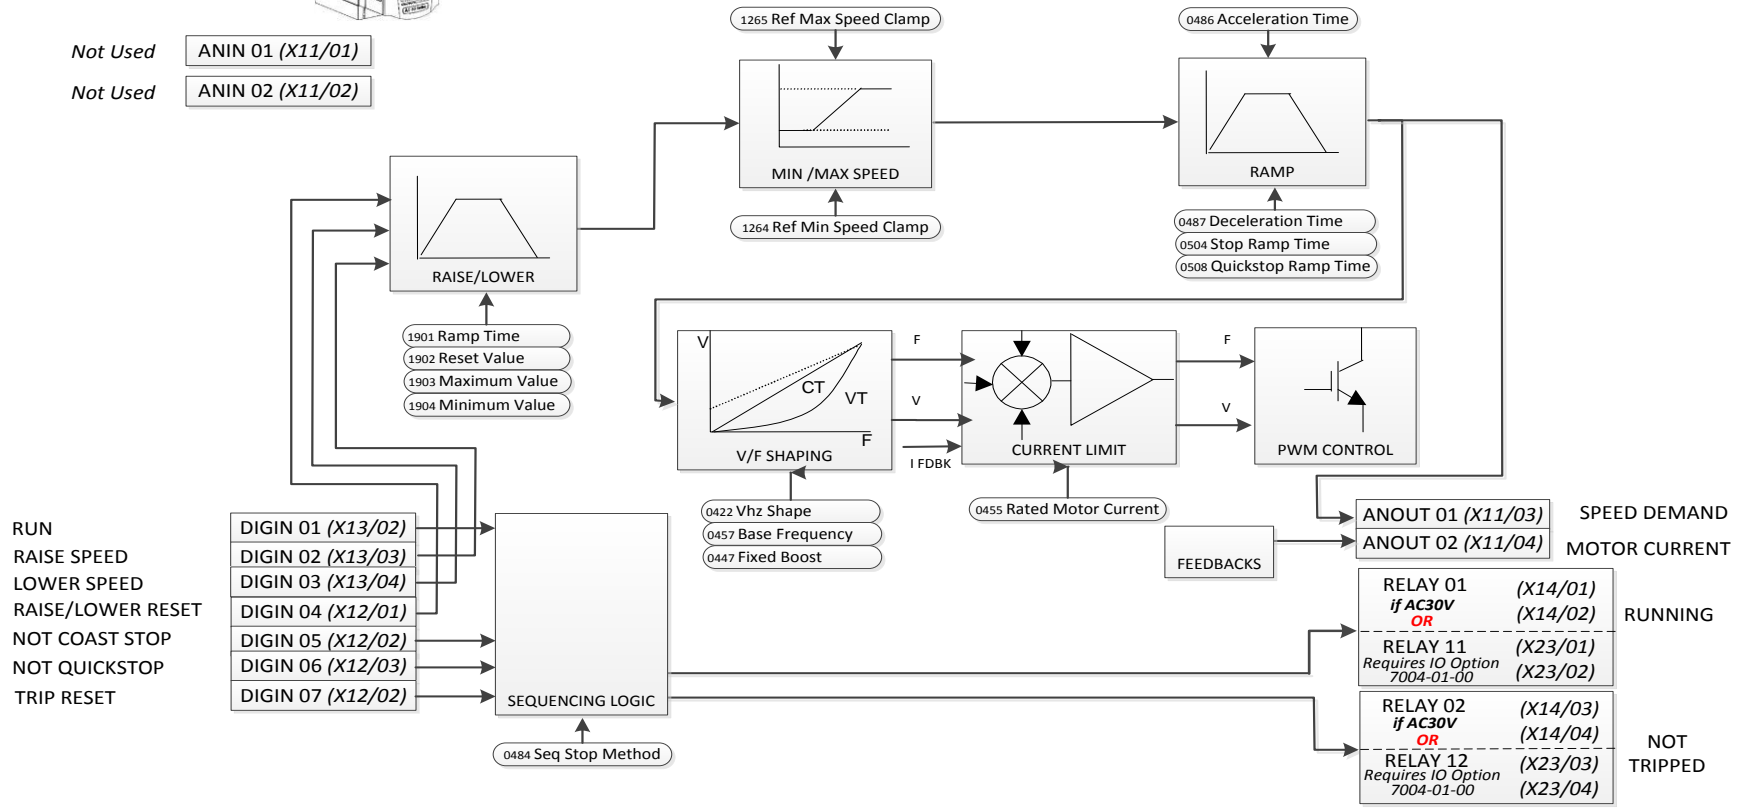 Not Used
ANIN 01 (X11/01)
Not Used
ANIN 02 (X11/02)
1265 Ref Max Speed Clamp
MIN /MAX SPEED
1264 Ref Min Speed Clamp
0486 Acceleration Time
RAMP
0487 Deceleration Time
0504 Stop Ramp Time
0508 Quickstop Ramp Time
RAISE/LOWER
1901 Ramp Time
1902 Reset Value
1903 Maximum Value
1904 Minimum Value
V
CT
VT
F
V/F SHAPING
F
V
I FDBK
CURRENT LIMIT
F
V
PWM CONTROL
0422 Vhz Shape
0457 Base Frequency
0447 Fixed Boost
0455 Rated Motor Current
RUN
DIGIN 01 (X13/02)
RAISE SPEED
DIGIN 02 (X13/03)
LOWER SPEED
DIGIN 03 (X13/04)
RAISE/LOWER RESET
DIGIN 04 (X12/01)
NOT COAST STOP
DIGIN 05 (X12/02)
NOT QUICKSTOP
DIGIN 06 (X12/03)
TRIP RESET
DIGIN 07 (X12/02)
SEQUENCING LOGIC
0484 Seq Stop Method
FEEDBACKS
ANOUT 01 (X11/03)
SPEED DEMAND
ANOUT 02 (X11/04)
MOTOR CURRENT
RELAY 01
(X14/01)
if AC30V
(X14/02)
OR
RUNNING
RELAY 11
(X23/01)
Requires IO Option
(X23/02)
7004-01-00
RELAY 02
(X14/03)
if AC30V
(X14/04)
OR
NOT
TRIPPED
RELAY 12
(X23/03)
Requires IO Option
(X23/04)
7004-01-00